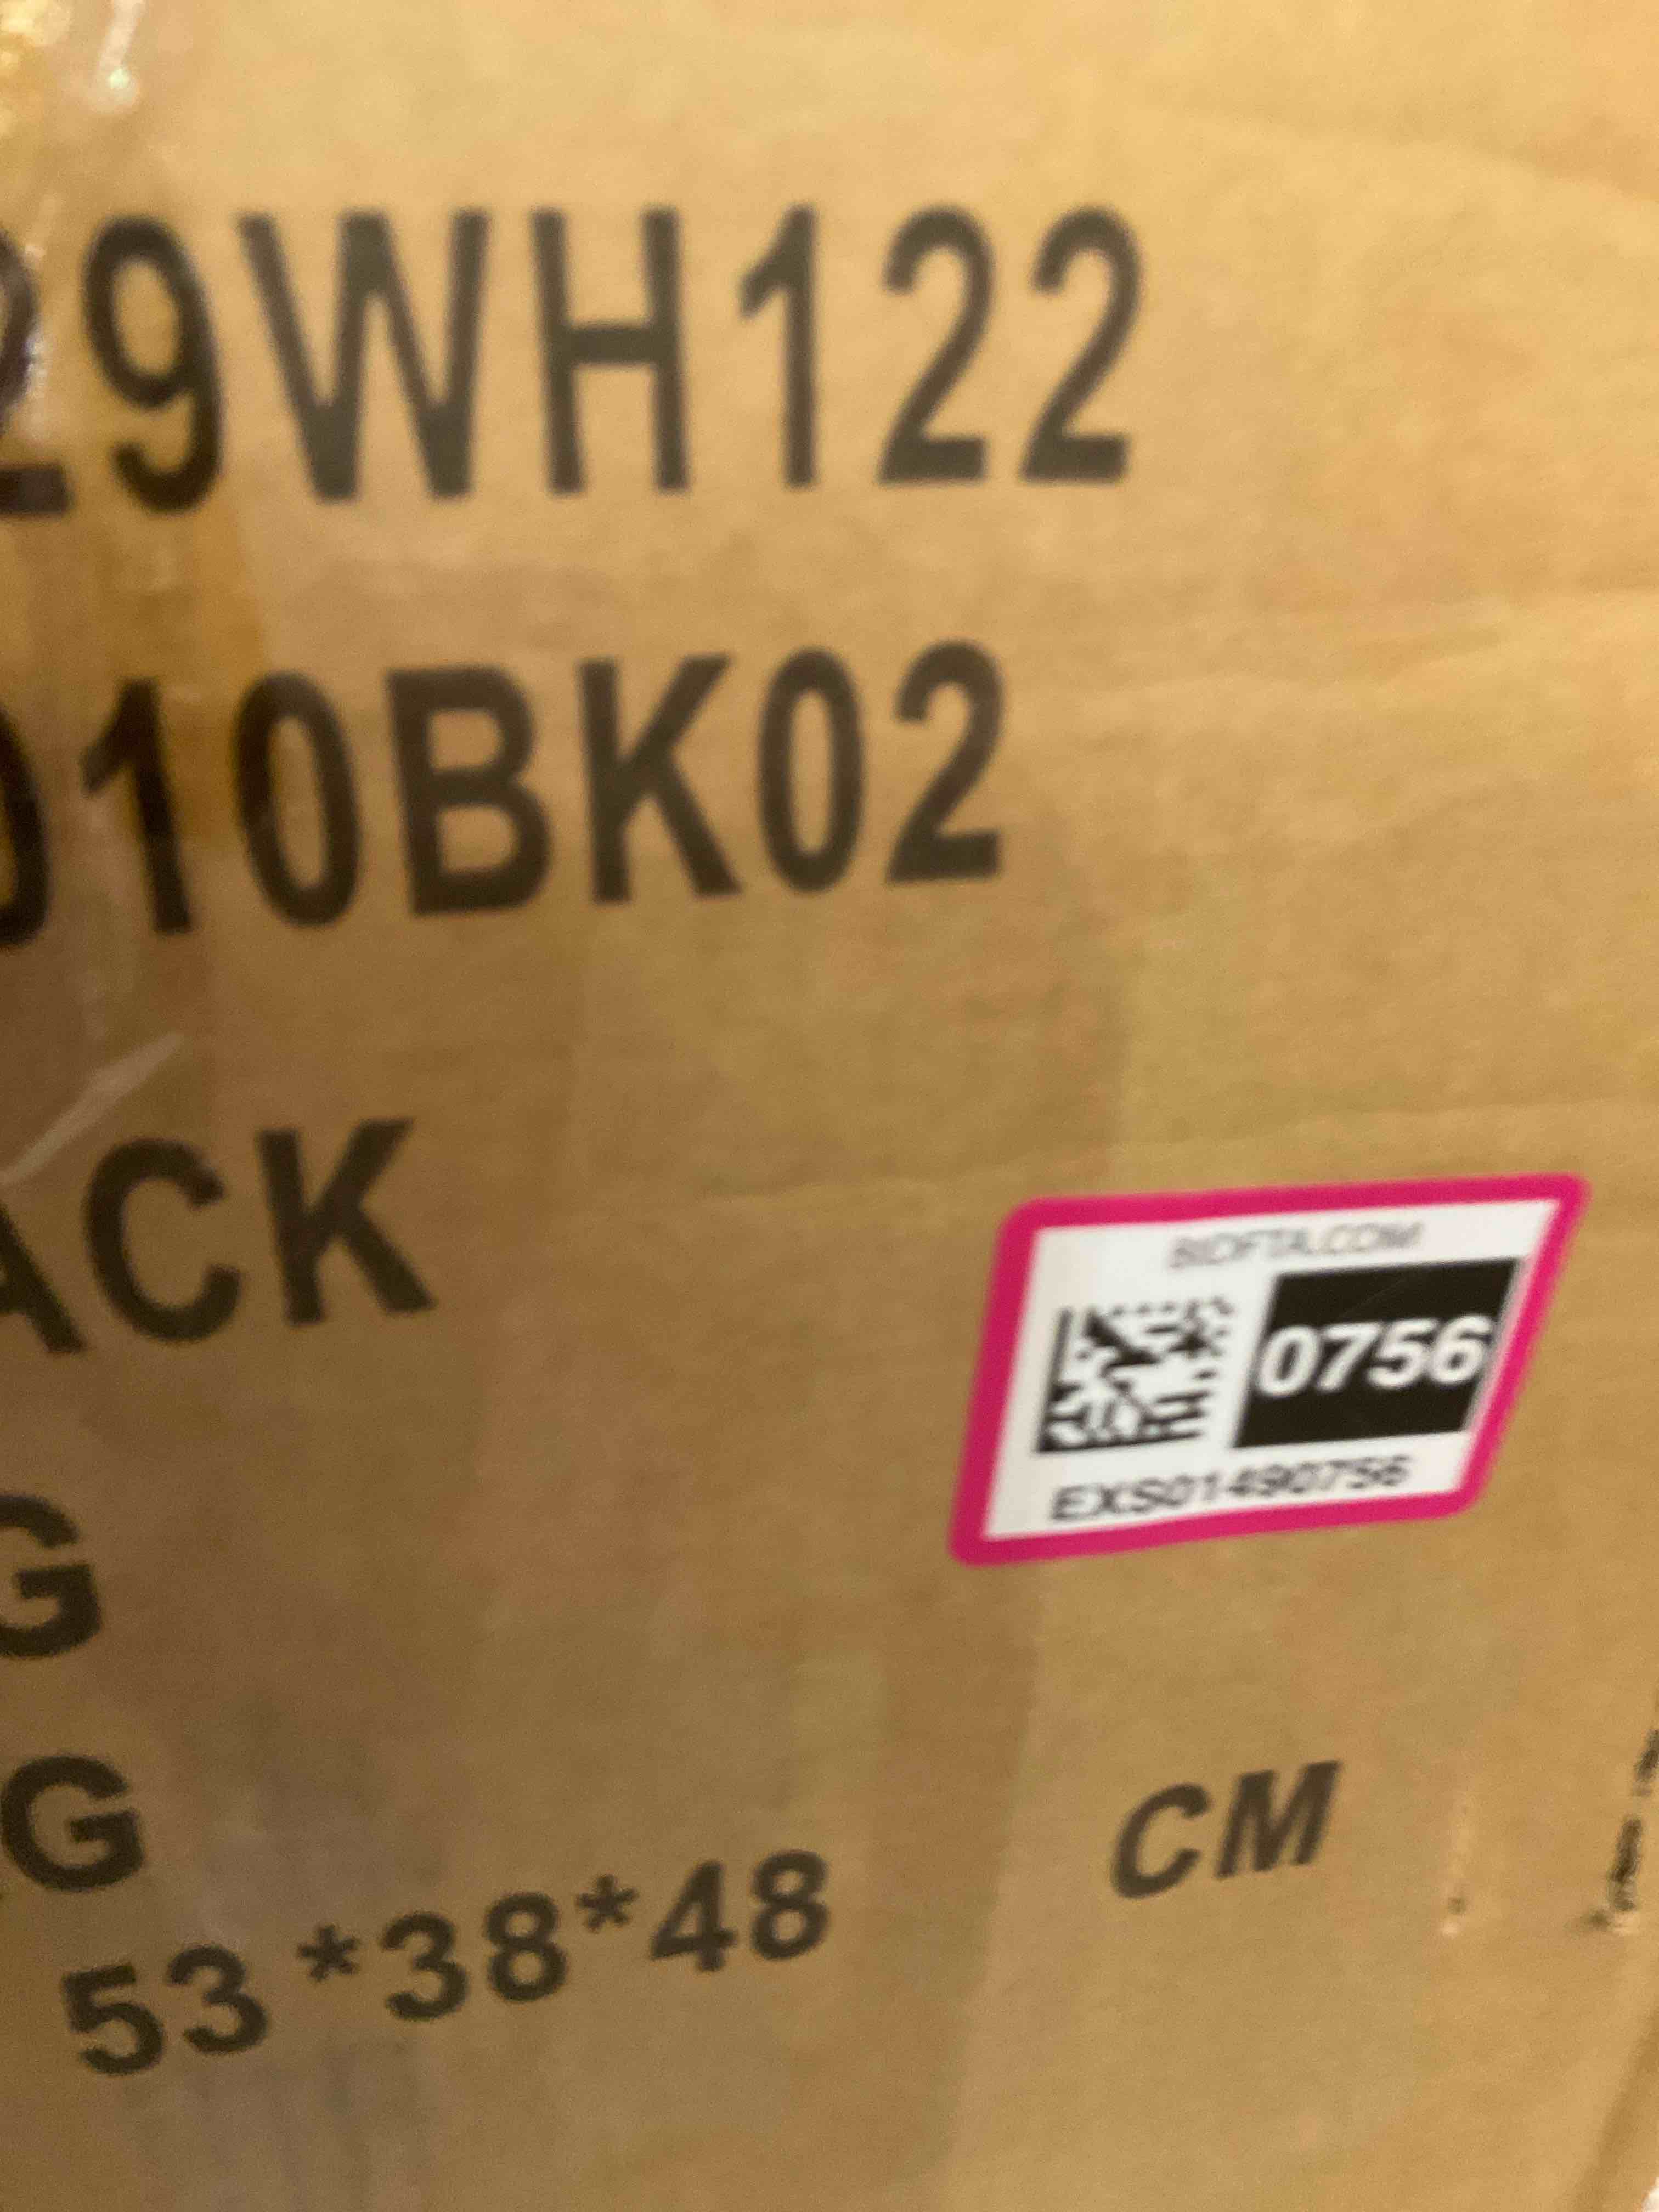 29WH122
010BK02
ACK
BIDFTA.COM
0756
EXS01490756
G
G
53*38*48 CM